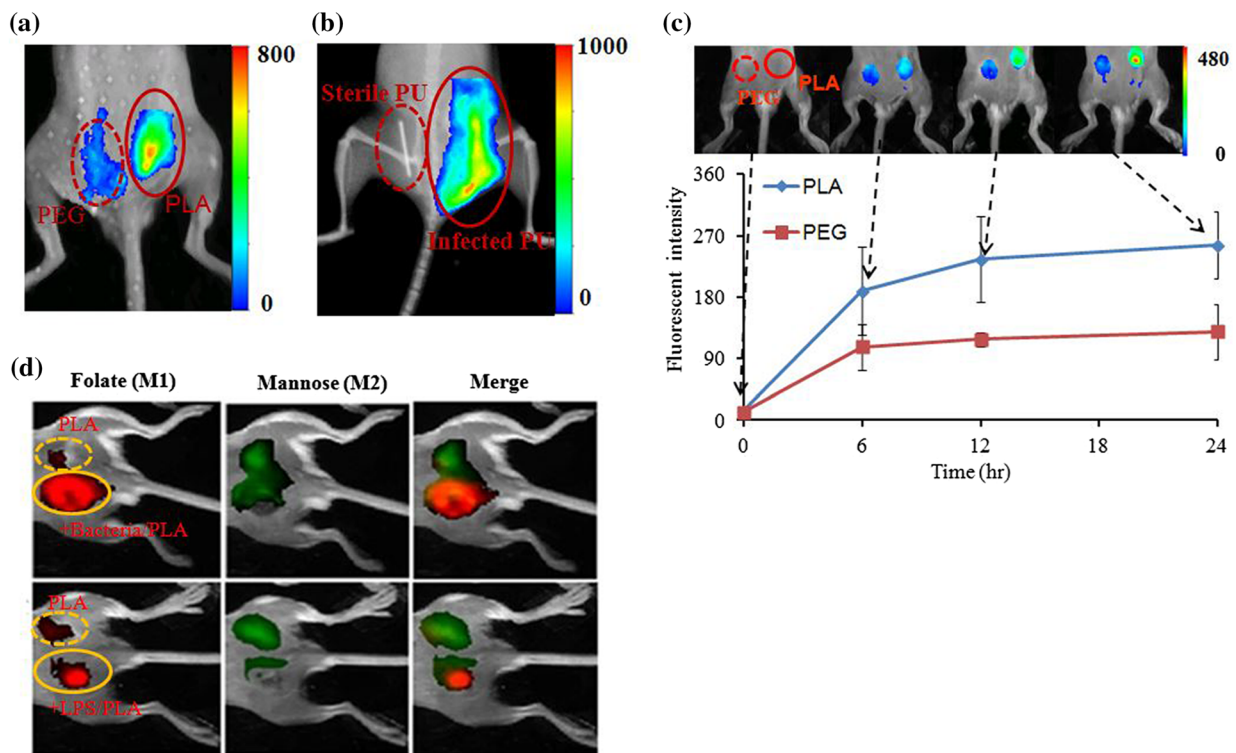 (a)
800
PEG
PLA
0
(b)
1000
Sterile PU
Infected PU
0
(c)
PEG
PLA
480
0
360
270
180
90
0
PLA
PEG
Fluorescent intensity
0
6
12
18
24
Time (hr)
(d)
Folate (M1)
Mannose (M2)
Merge
PLA
+Bacteria/PLA
PLA
+LPS/PLA